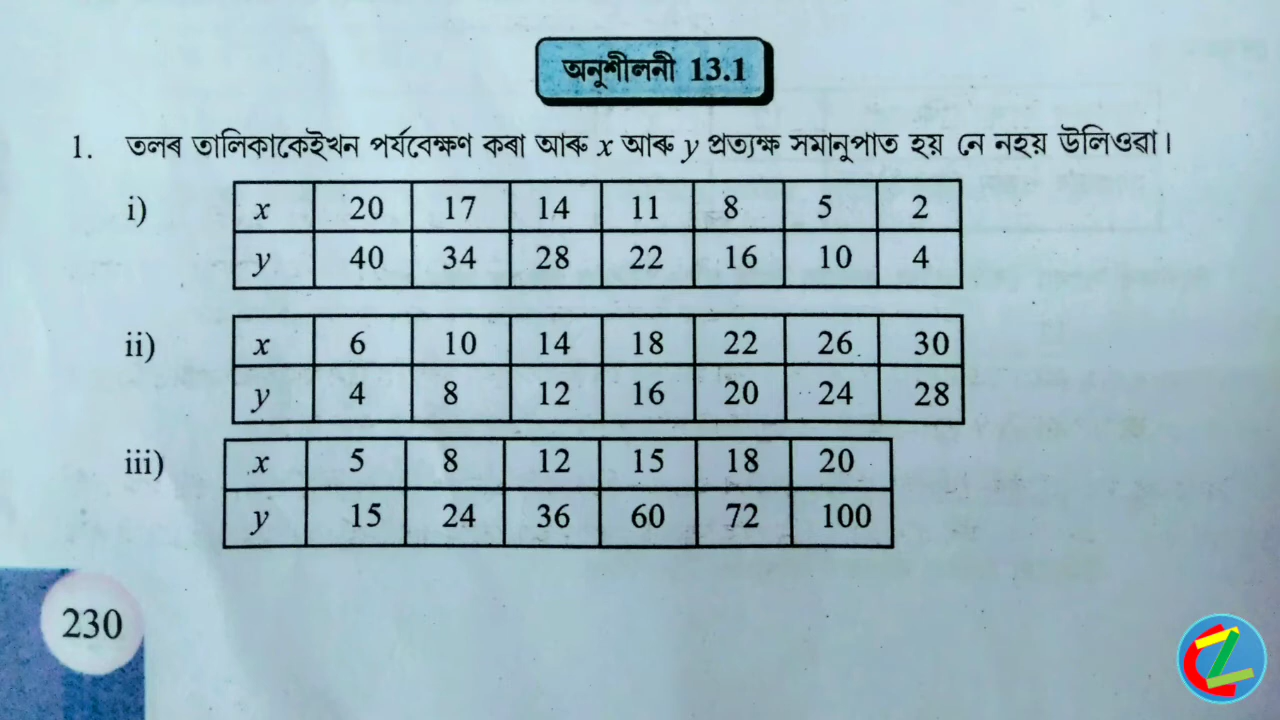 অনুশীলনী 13.1
1. তলৰ তালিকাকেইখন পৰ্যবেক্ষণ কৰা আৰু x আৰু y প্ৰত্যক্ষ সমানুপাত হয় নে নহয় উলিওৱা।
i) x 20 17 14 11 8 5 2
y 40 34 28 22 16 10 4
ii) x 6 10 14 18 22 26 30
y 4 8 12 16 20 24 28
iii) x 5 8 12 15 18 20
y 15 24 36 60 72 100
230